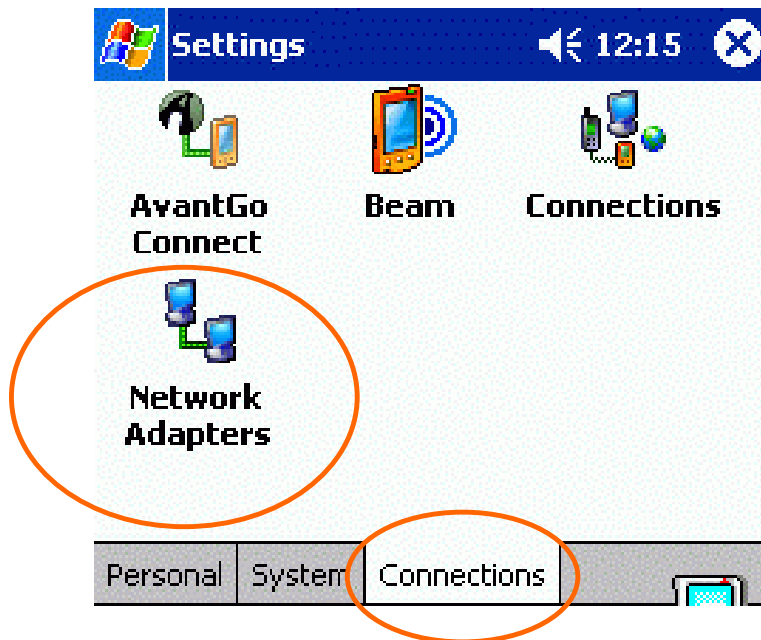 Settings 12:15
AvantGo Beam Connections
Connect
Network
Adapters
Personal System Connections